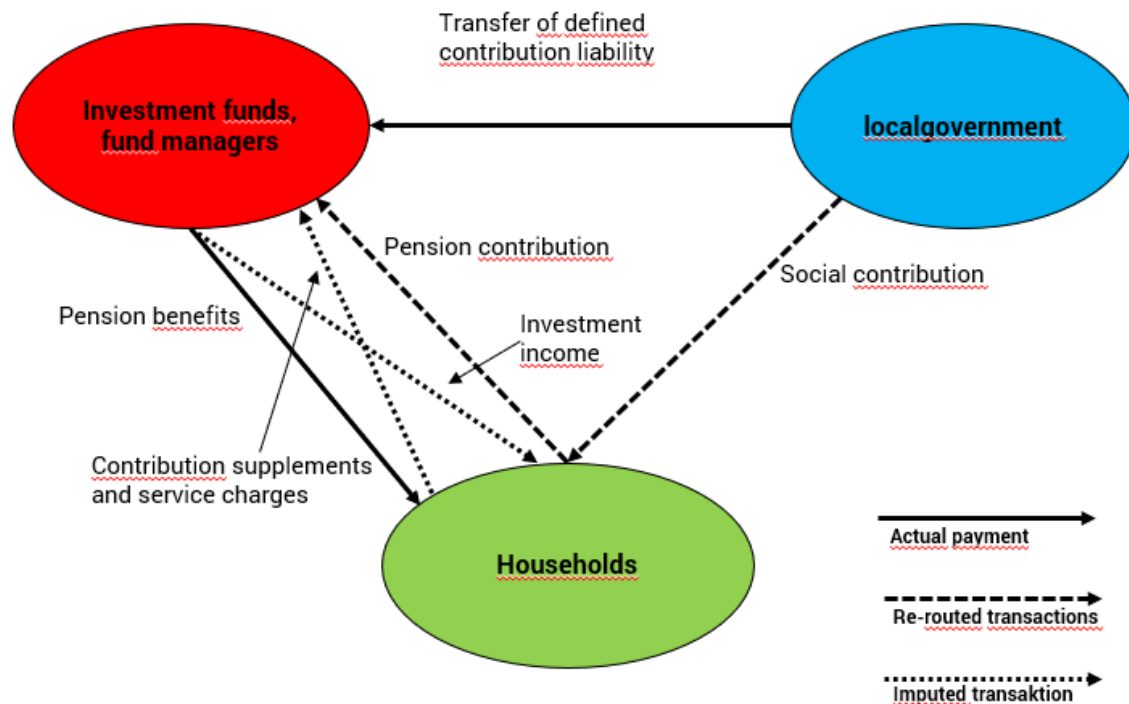 Transfer of defined
contribution liability
Investment funds,
fund managers
localgovernment
Pension contribution
Social contribution
Pension benefits
Investment
income
Contribution supplements
and service charges
Households
Actual payment
Re-routed transactions
Imputed transaktion